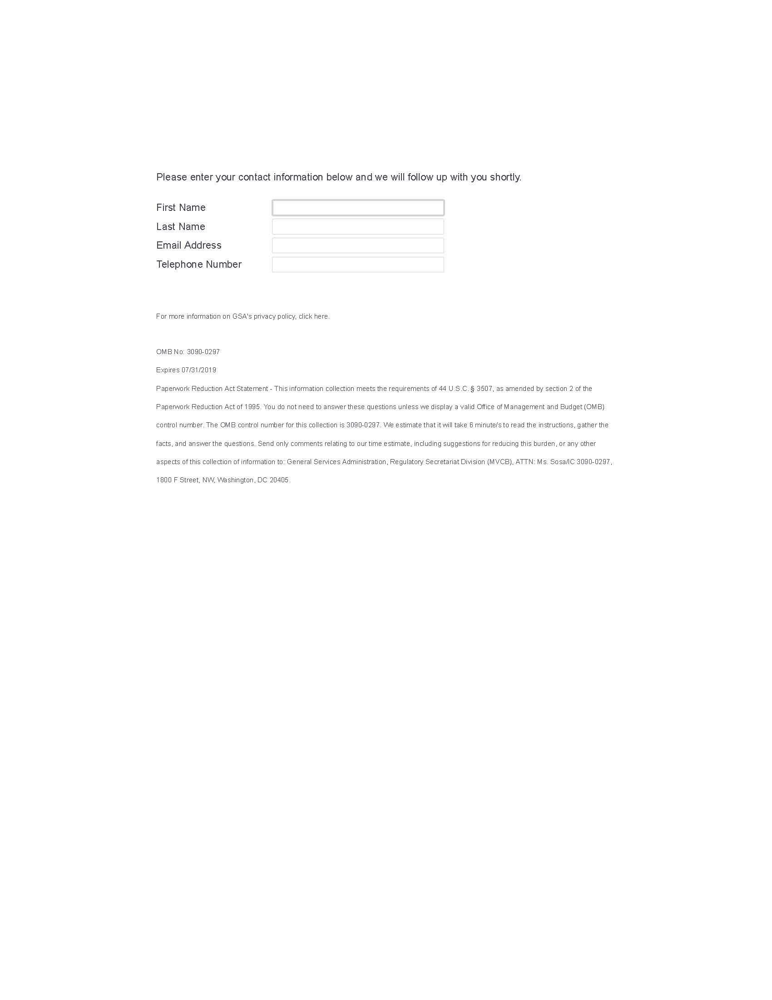 Please enter your contact information below and we will follow up with you shortly.
First Name
Last Name
Email Address
Telephone Number
For more information on GSA's privacy policy, click here.
OMB No: 3090-0297
Expires 07/31/2019
Paperwork Reduction Act Statement - This information collection meets the requirements of 44 U.S.C. § 3507, as amended by section 2 of the
Paperwork Reduction Act of 1995. You do not need to answer these questions unless we display a valid Office of Management and Budget (OMB)
control number. The OMB control number for this collection is 3090-0297. We estimate that it will take 6 minute/s to read the instructions, gather the
facts, and answer the questions. Send only comments relating to our time estimate, including suggestions for reducing this burden, or any other
aspects of this collection of information to: General Services Administration, Regulatory Secretariat Division (MVCB), ATTN: Ms. Sosa/IC 3090-0297,
1800 F Street, NW, Washington, DC 20405.